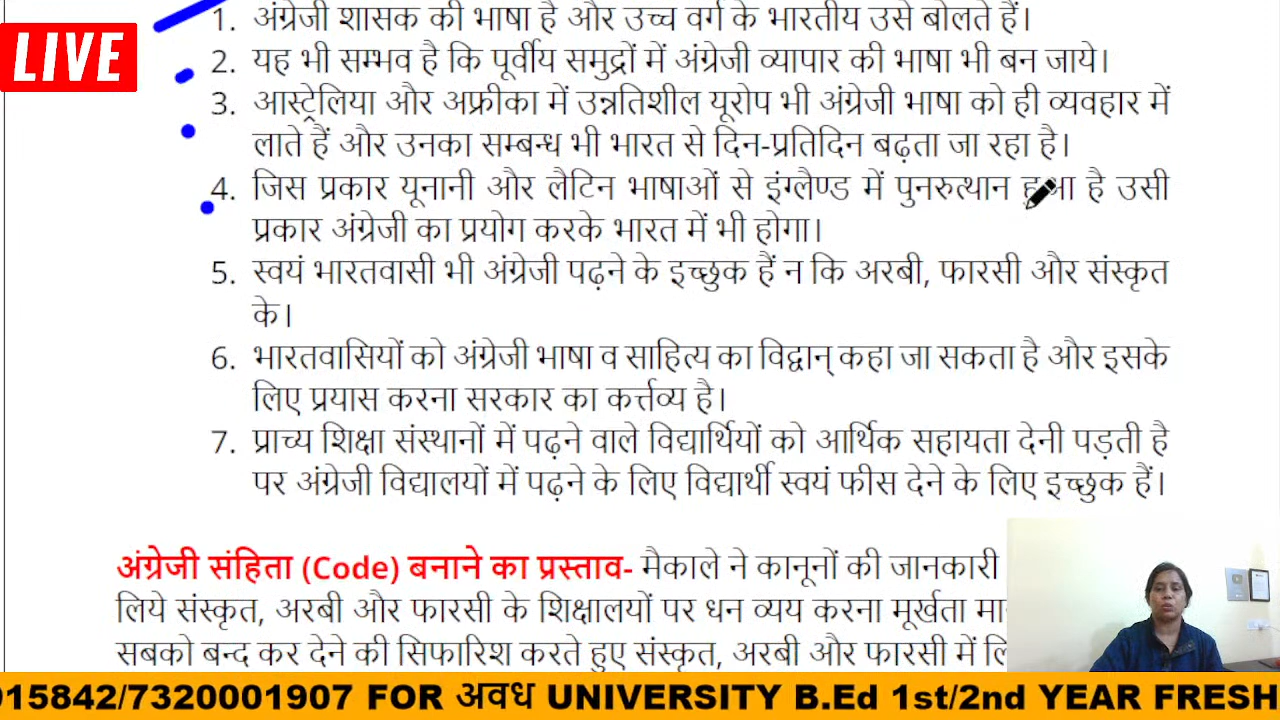 LIVE
1. अंग्रेजी शासक की भाषा है और उच्च वर्ग के भारतीय उसे बोलते हैं।
2. यह भी सम्भव है कि पूर्वीय समुद्रों में अंग्रेजी व्यापार की भाषा भी बन जाये।
3. आस्ट्रेलिया और अफ्रीका में उन्नतिशील यूरोप भी अंग्रेजी भाषा को ही व्यवहार में
लाते हैं और उनका सम्बन्ध भी भारत से दिन-प्रतिदिन बढ़ता जा रहा है।
4. जिस प्रकार यूनानी और लैटिन भाषाओं से इंग्लैण्ड में पुनरुत्थान हुआ है उसी
प्रकार अंग्रेजी का प्रयोग करके भारत में भी होगा।
5. स्वयं भारतवासी भी अंग्रेजी पढ़ने के इच्छुक हैं न कि अरबी, फारसी और संस्कृत
के।
6. भारतवासियों को अंग्रेजी भाषा व साहित्य का विद्वान् कहा जा सकता है और इसके
लिए प्रयास करना सरकार का कर्त्तव्य है।
7. प्राच्य शिक्षा संस्थानों में पढ़ने वाले विद्यार्थियों को आर्थिक सहायता देनी पड़ती है
पर अंग्रेजी विद्यालयों में पढ़ने के लिए विद्यार्थी स्वयं फीस देने के लिए इच्छुक हैं।
अंग्रेजी संहिता (Code) बनाने का प्रस्ताव- मैकाले ने कानूनों की जानकारी
लिये संस्कृत, अरबी और फारसी के शिक्षालयों पर धन व्यय करना मूर्खता
सबको बन्द कर देने की सिफारिश करते हुए संस्कृत, अरबी और फारसी में
015842/7320001907 FOR अवध UNIVERSITY B.Ed 1st/2nd YEAR FRESH